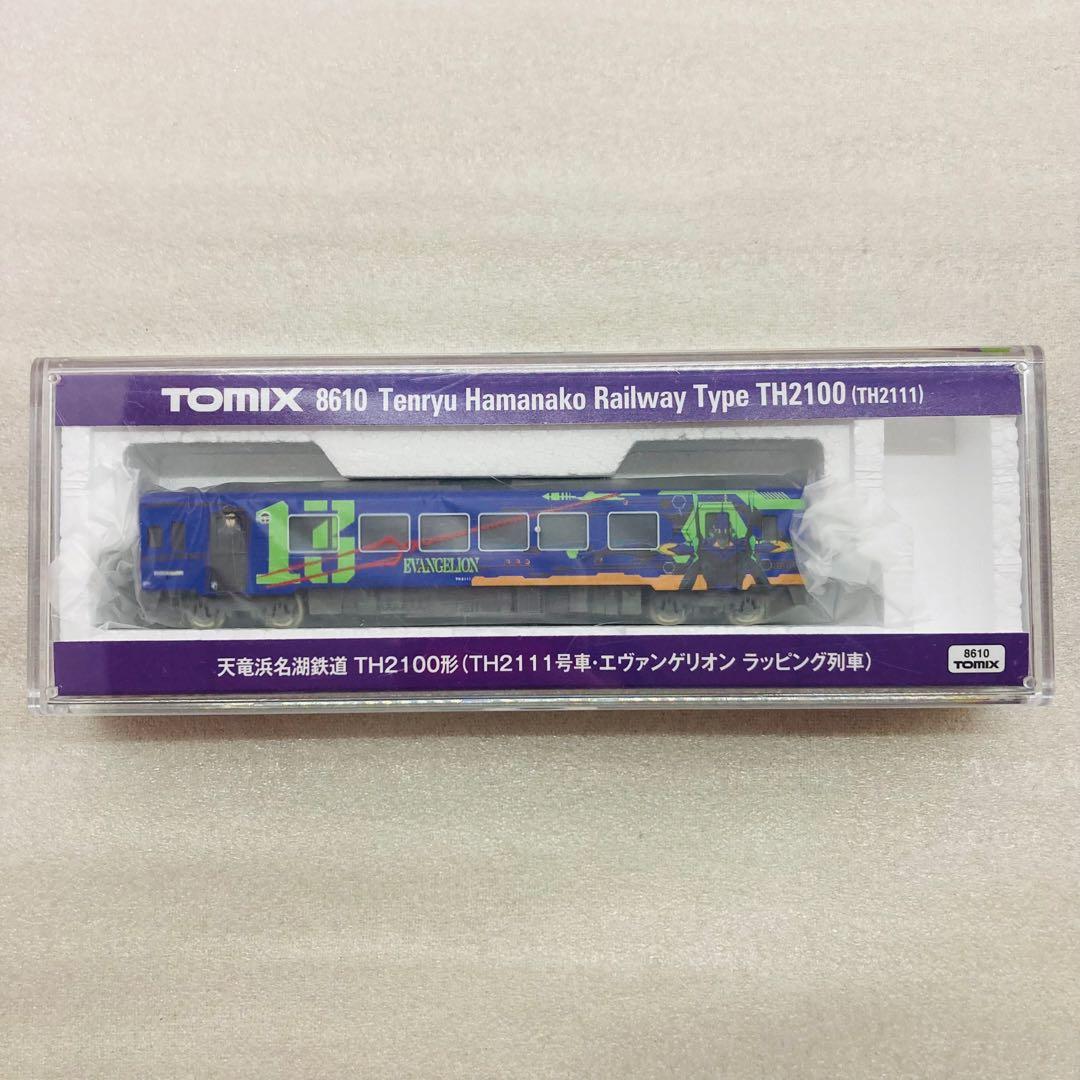 TOMIX 8610 Tenryu Hamanako Railway Type TH2100 (TH2111)
13
EVANGELION
TH2111
天竜浜名湖鉄道 TH2100形(TH2111号車・エヴァンゲリオン ラッピング列車)
8610
TOMIX